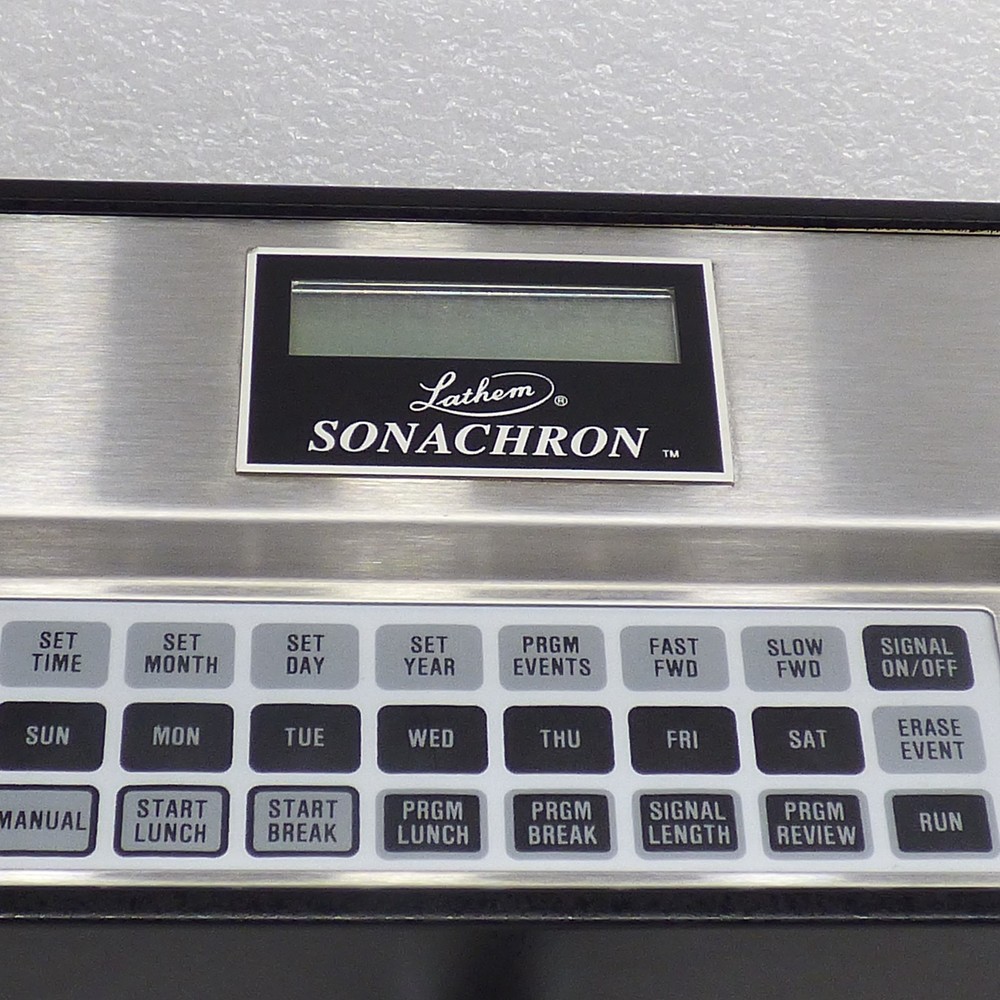 Lathem ®
SONACHRON ™
SET TIME
SET MONTH
SET DAY
SET YEAR
PRGM EVENTS
FAST FWD
SLOW FWD
SIGNAL ON/OFF
SUN
MON
TUE
WED
THU
FRI
SAT
ERASE EVENT
MANUAL
START LUNCH
START BREAK
PRGM LUNCH
PRGM BREAK
SIGNAL LENGTH
PRGM REVIEW
RUN